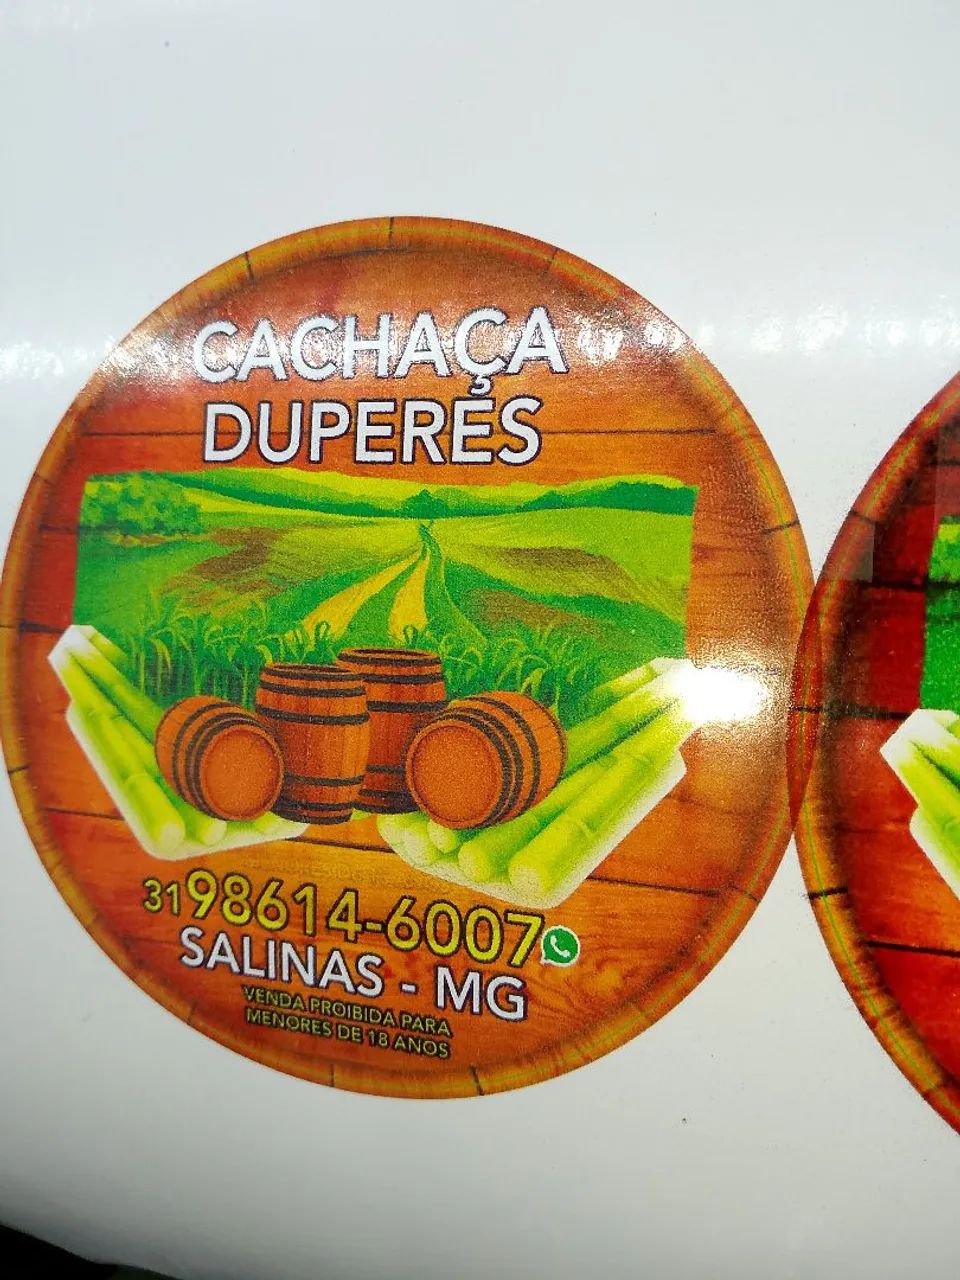 CACHAÇA
DUPERÉS
31 98614-6007
SALINAS - MG
VENDA PROIBIDA PARA
MENORES DE 18 ANOS